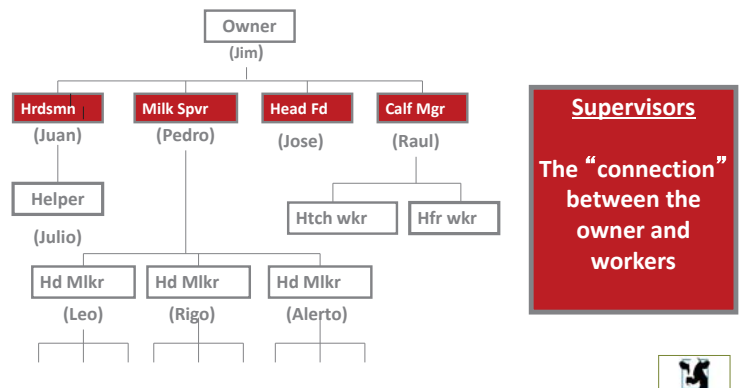 Owner
(Jim)
Hrdsmn
Milk Spvr
Head Fd
Calf Mgr
(Juan)
(Pedro)
(Jose)
(Raul)
Helper
(Julio)
Htch wkr
Hfr wkr
Hd Mlkr
Hd Mlkr
Hd Mlkr
(Leo)
(Rigo)
(Alerto)
Supervisors
The “connection”
between the
owner and
workers